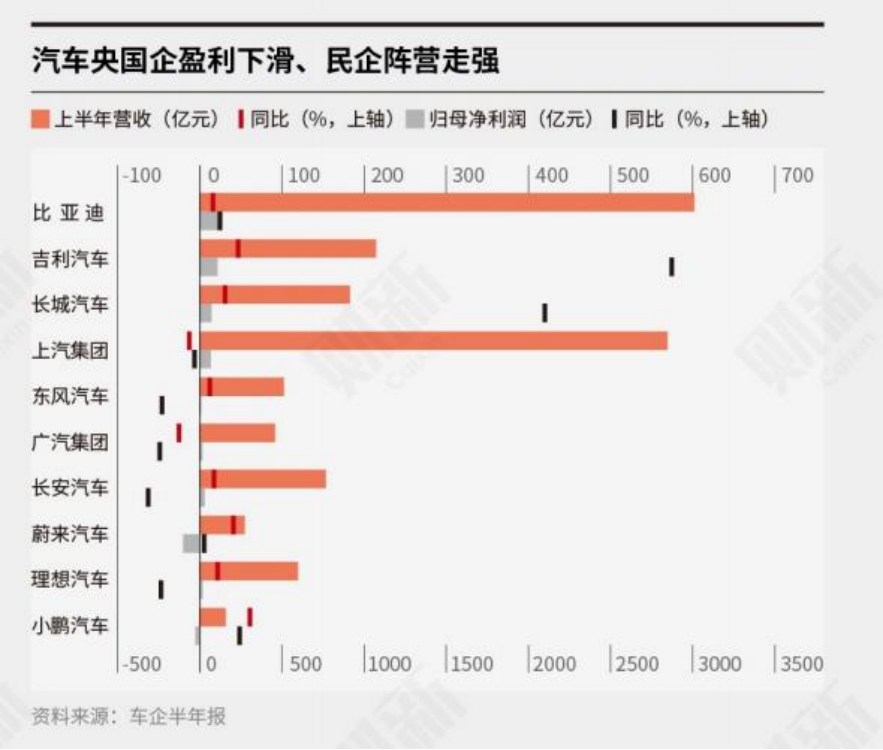 汽车央国企盈利下滑、民企阵营走强
上半年营收（亿元） 同比（%，上轴） 归母净利润（亿元） 同比（%，上轴）
-100 0 100 200 300 400 500 600 700
比亚迪
吉利汽车
长城汽车
上汽集团
东风汽车
广汽集团
长安汽车
蔚来汽车
理想汽车
小鹏汽车
-500 0 500 1000 1500 2000 2500 3000 3500
资料来源：车企半年报
财新
Caixin